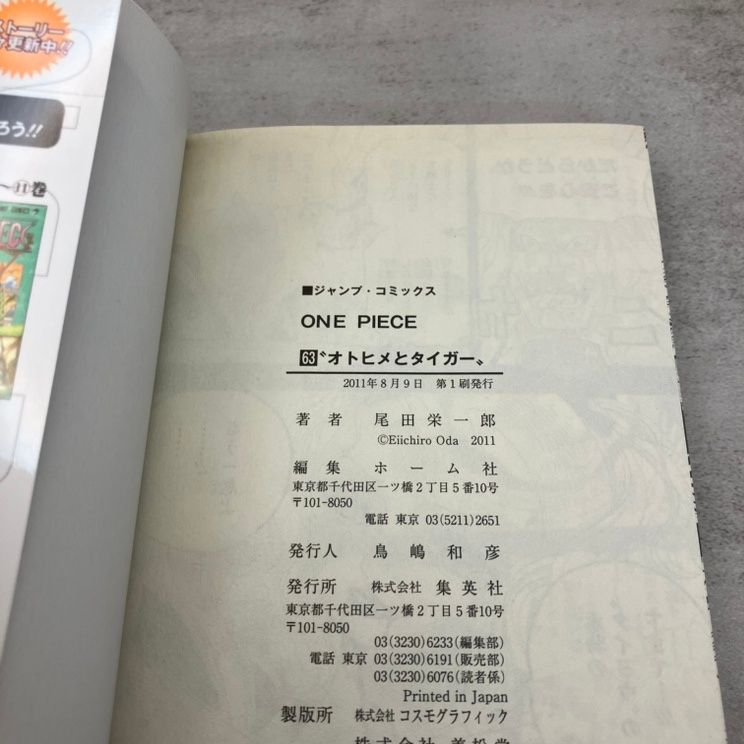 ストーリー
更新中!!
ろう!!
～⑪巻
■ジャンプ・コミックス
ONE PIECE
63〝オトヒメとタイガー〟
2011年8月9日 第1刷発行
著者 尾田栄一郎
©Eiichiro Oda 2011
編集 ホーム社
東京都千代田区一ツ橋2丁目5番10号
〒101-8050
電話 東京 03(5211)2651
発行人 鳥嶋和彦
発行所 株式会社 集英社
東京都千代田区一ツ橋2丁目5番10号
〒101-8050
03(3230)6233(編集部)
電話 東京 03(3230)6191(販売部)
03(3230)6076(読者係)
Printed in Japan
製版所 株式会社 コスモグラフィック
株式会社